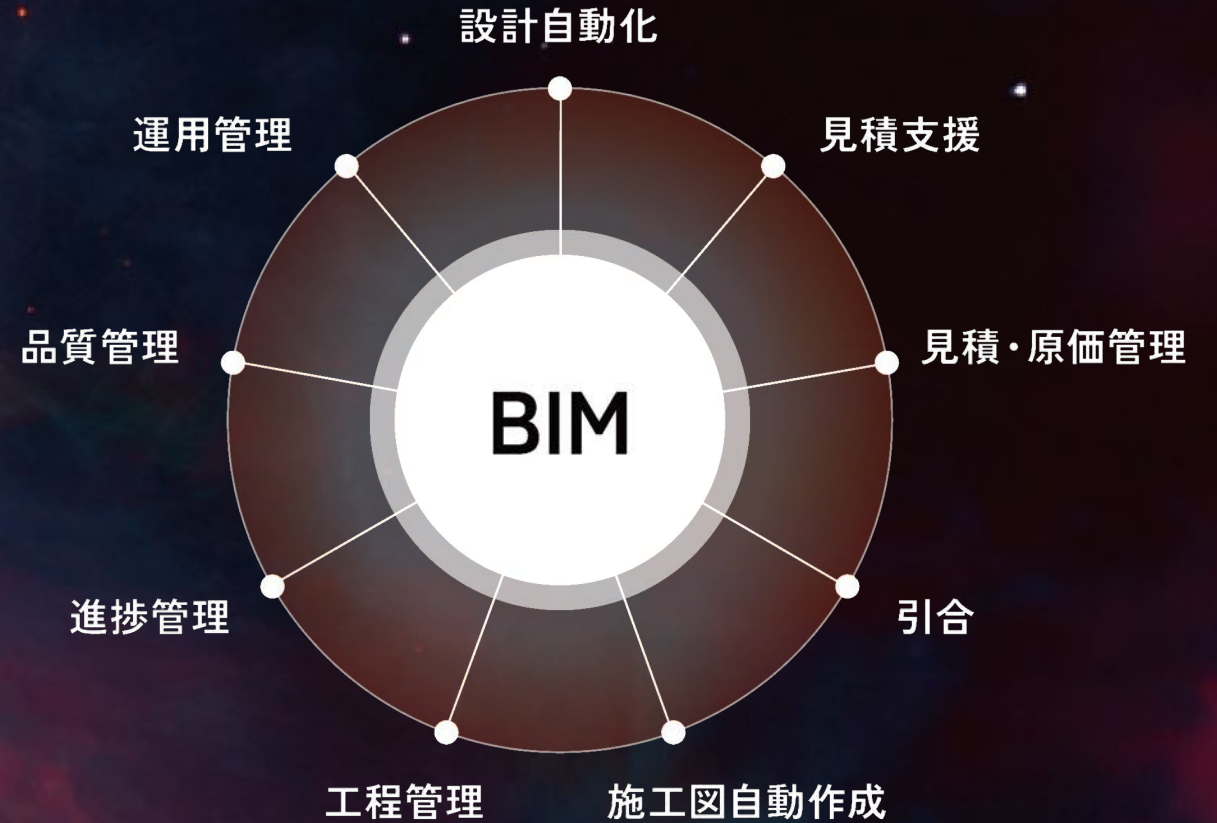 設計自動化
見積支援
見積・原価管理
引合
施工図自動作成
工程管理
進捗管理
品質管理
運用管理
BIM